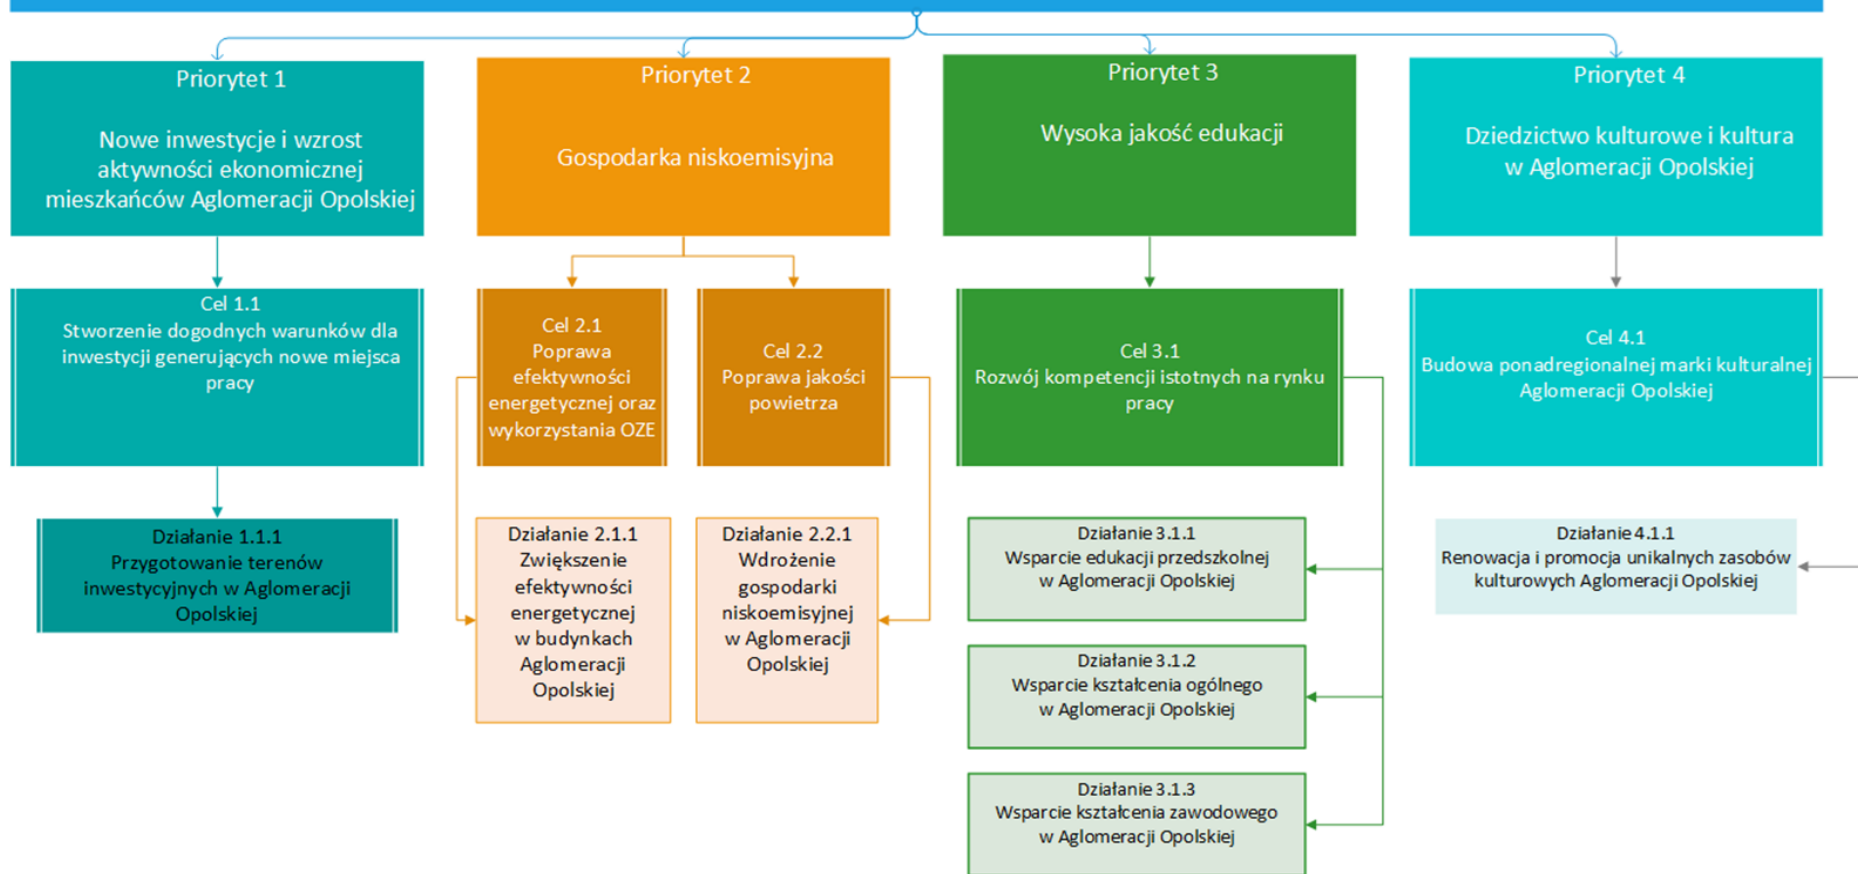 Priorytet 1
Nowe inwestycje i wzrost
aktywności ekonomicznej
mieszkańców Aglomeracji Opolskiej
Priorytet 2
Gospodarka niskoemisyjna
Priorytet 3
Wysoka jakość edukacji
Priorytet 4
Dziedzictwo kulturowe i kultura
w Aglomeracji Opolskiej
Cel 1.1
Stworzenie dogodnych warunków dla
inwestycji generujących nowe miejsca
pracy
Cel 2.1
Poprawa
efektywności
energetycznej oraz
wykorzystania OZE
Cel 2.2
Poprawa jakości
powietrza
Cel 3.1
Rozwój kompetencji istotnych na rynku
pracy
Cel 4.1
Budowa ponadregionalnej marki kulturalnej
Aglomeracji Opolskiej
Działanie 1.1.1
Przygotowanie terenów
inwestycyjnych w Aglomeracji
Opolskiej
Działanie 2.1.1
Zwiększenie
efektywności
energetycznej
w budynkach
Aglomeracji
Opolskiej
Działanie 2.2.1
Wdrożenie
gospodarki
niskoemisyjnej
w Aglomeracji
Opolskiej
Działanie 3.1.1
Wsparcie edukacji przedszkolnej
w Aglomeracji Opolskiej
Działanie 3.1.2
Wsparcie kształcenia ogólnego
w Aglomeracji Opolskiej
Działanie 3.1.3
Wsparcie kształcenia zawodowego
w Aglomeracji Opolskiej
Działanie 4.1.1
Renowacja i promocja unikalnych zasobów
kulturowych Aglomeracji Opolskiej